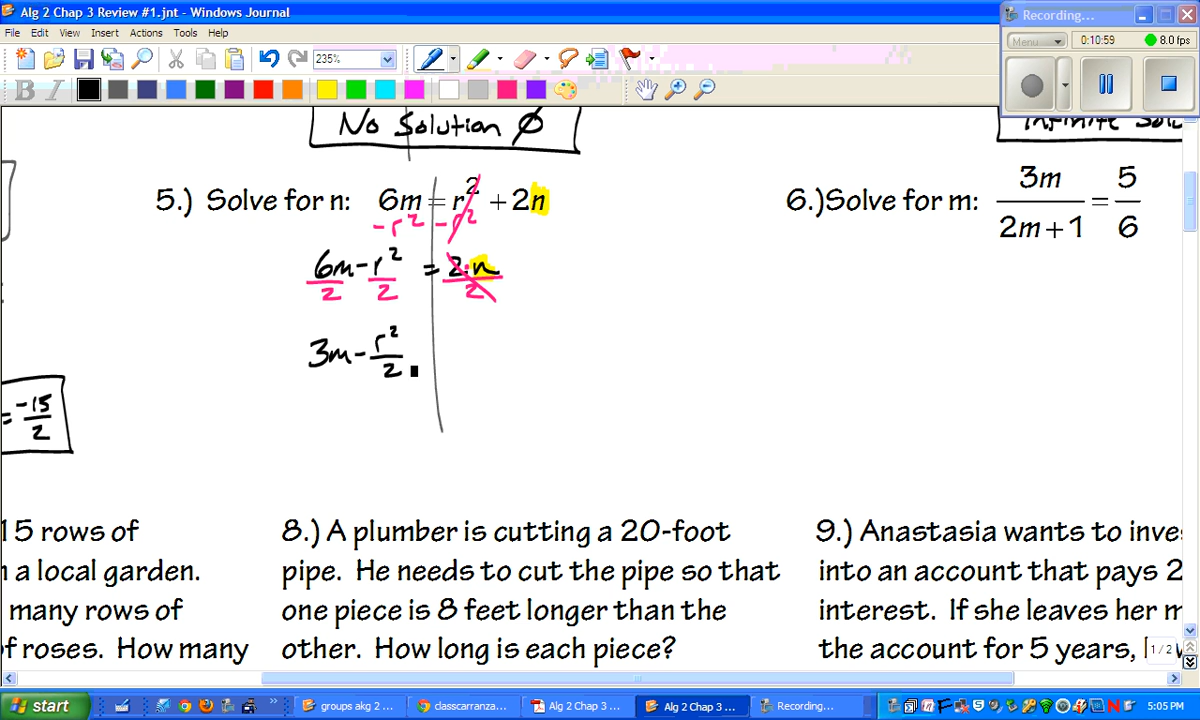 Alg 2 Chap 3 Review #1.jnt - Windows Journal
Recording...
File Edit View Insert Actions Tools Help
Menu 0:10:59 8.0 fps
235%
B I
No Solution Ø
5.) Solve for n: 6m = r² + 2n
-r² -r²
6m - r² = 2·n
2 2 2
3m - r²
2
6.)Solve for m: 3m 5
=
2m + 1 6
= -15
2
15 rows of
a local garden.
many rows of
f roses. How many
8.) A plumber is cutting a 20-foot
pipe. He needs to cut the pipe so that
one piece is 8 feet longer than the
other. How long is each piece?
9.) Anastasia wants to inve
into an account that pays 2
interest. If she leaves her m
the account for 5 years,
1 / 2
start groups akg 2 ... classcarranza... Alg 2 Chap 3 ... Alg 2 Chap 3 ... Recording... 5:05 PM